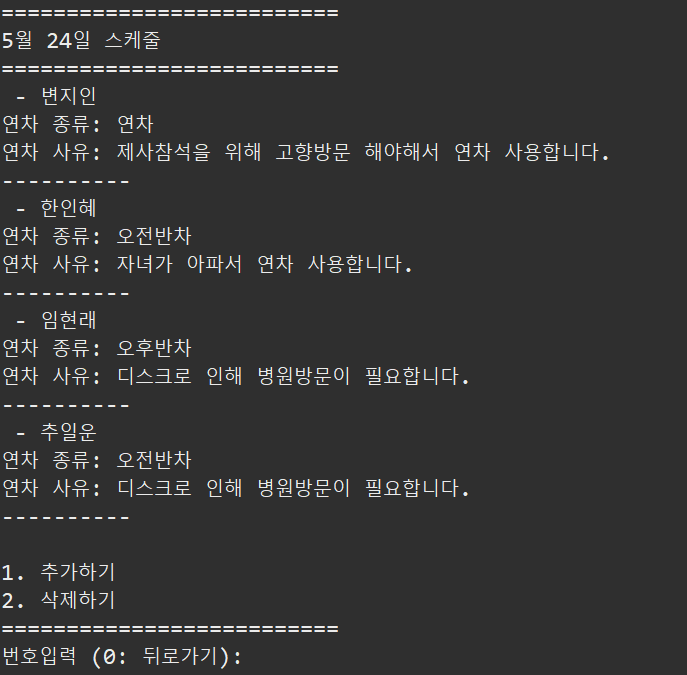 ==========================
5월 24일 스케줄
==========================
- 변지인
연차 종류: 연차
연차 사유: 제사참석을 위해 고향방문 해야해서 연차 사용합니다.
----------
- 한인혜
연차 종류: 오전반차
연차 사유: 자녀가 아파서 연차 사용합니다.
----------
- 임현래
연차 종류: 오후반차
연차 사유: 디스크로 인해 병원방문이 필요합니다.
----------
- 추일운
연차 종류: 오전반차
연차 사유: 디스크로 인해 병원방문이 필요합니다.
----------
1. 추가하기
2. 삭제하기
==========================
번호입력 (0: 뒤로가기):